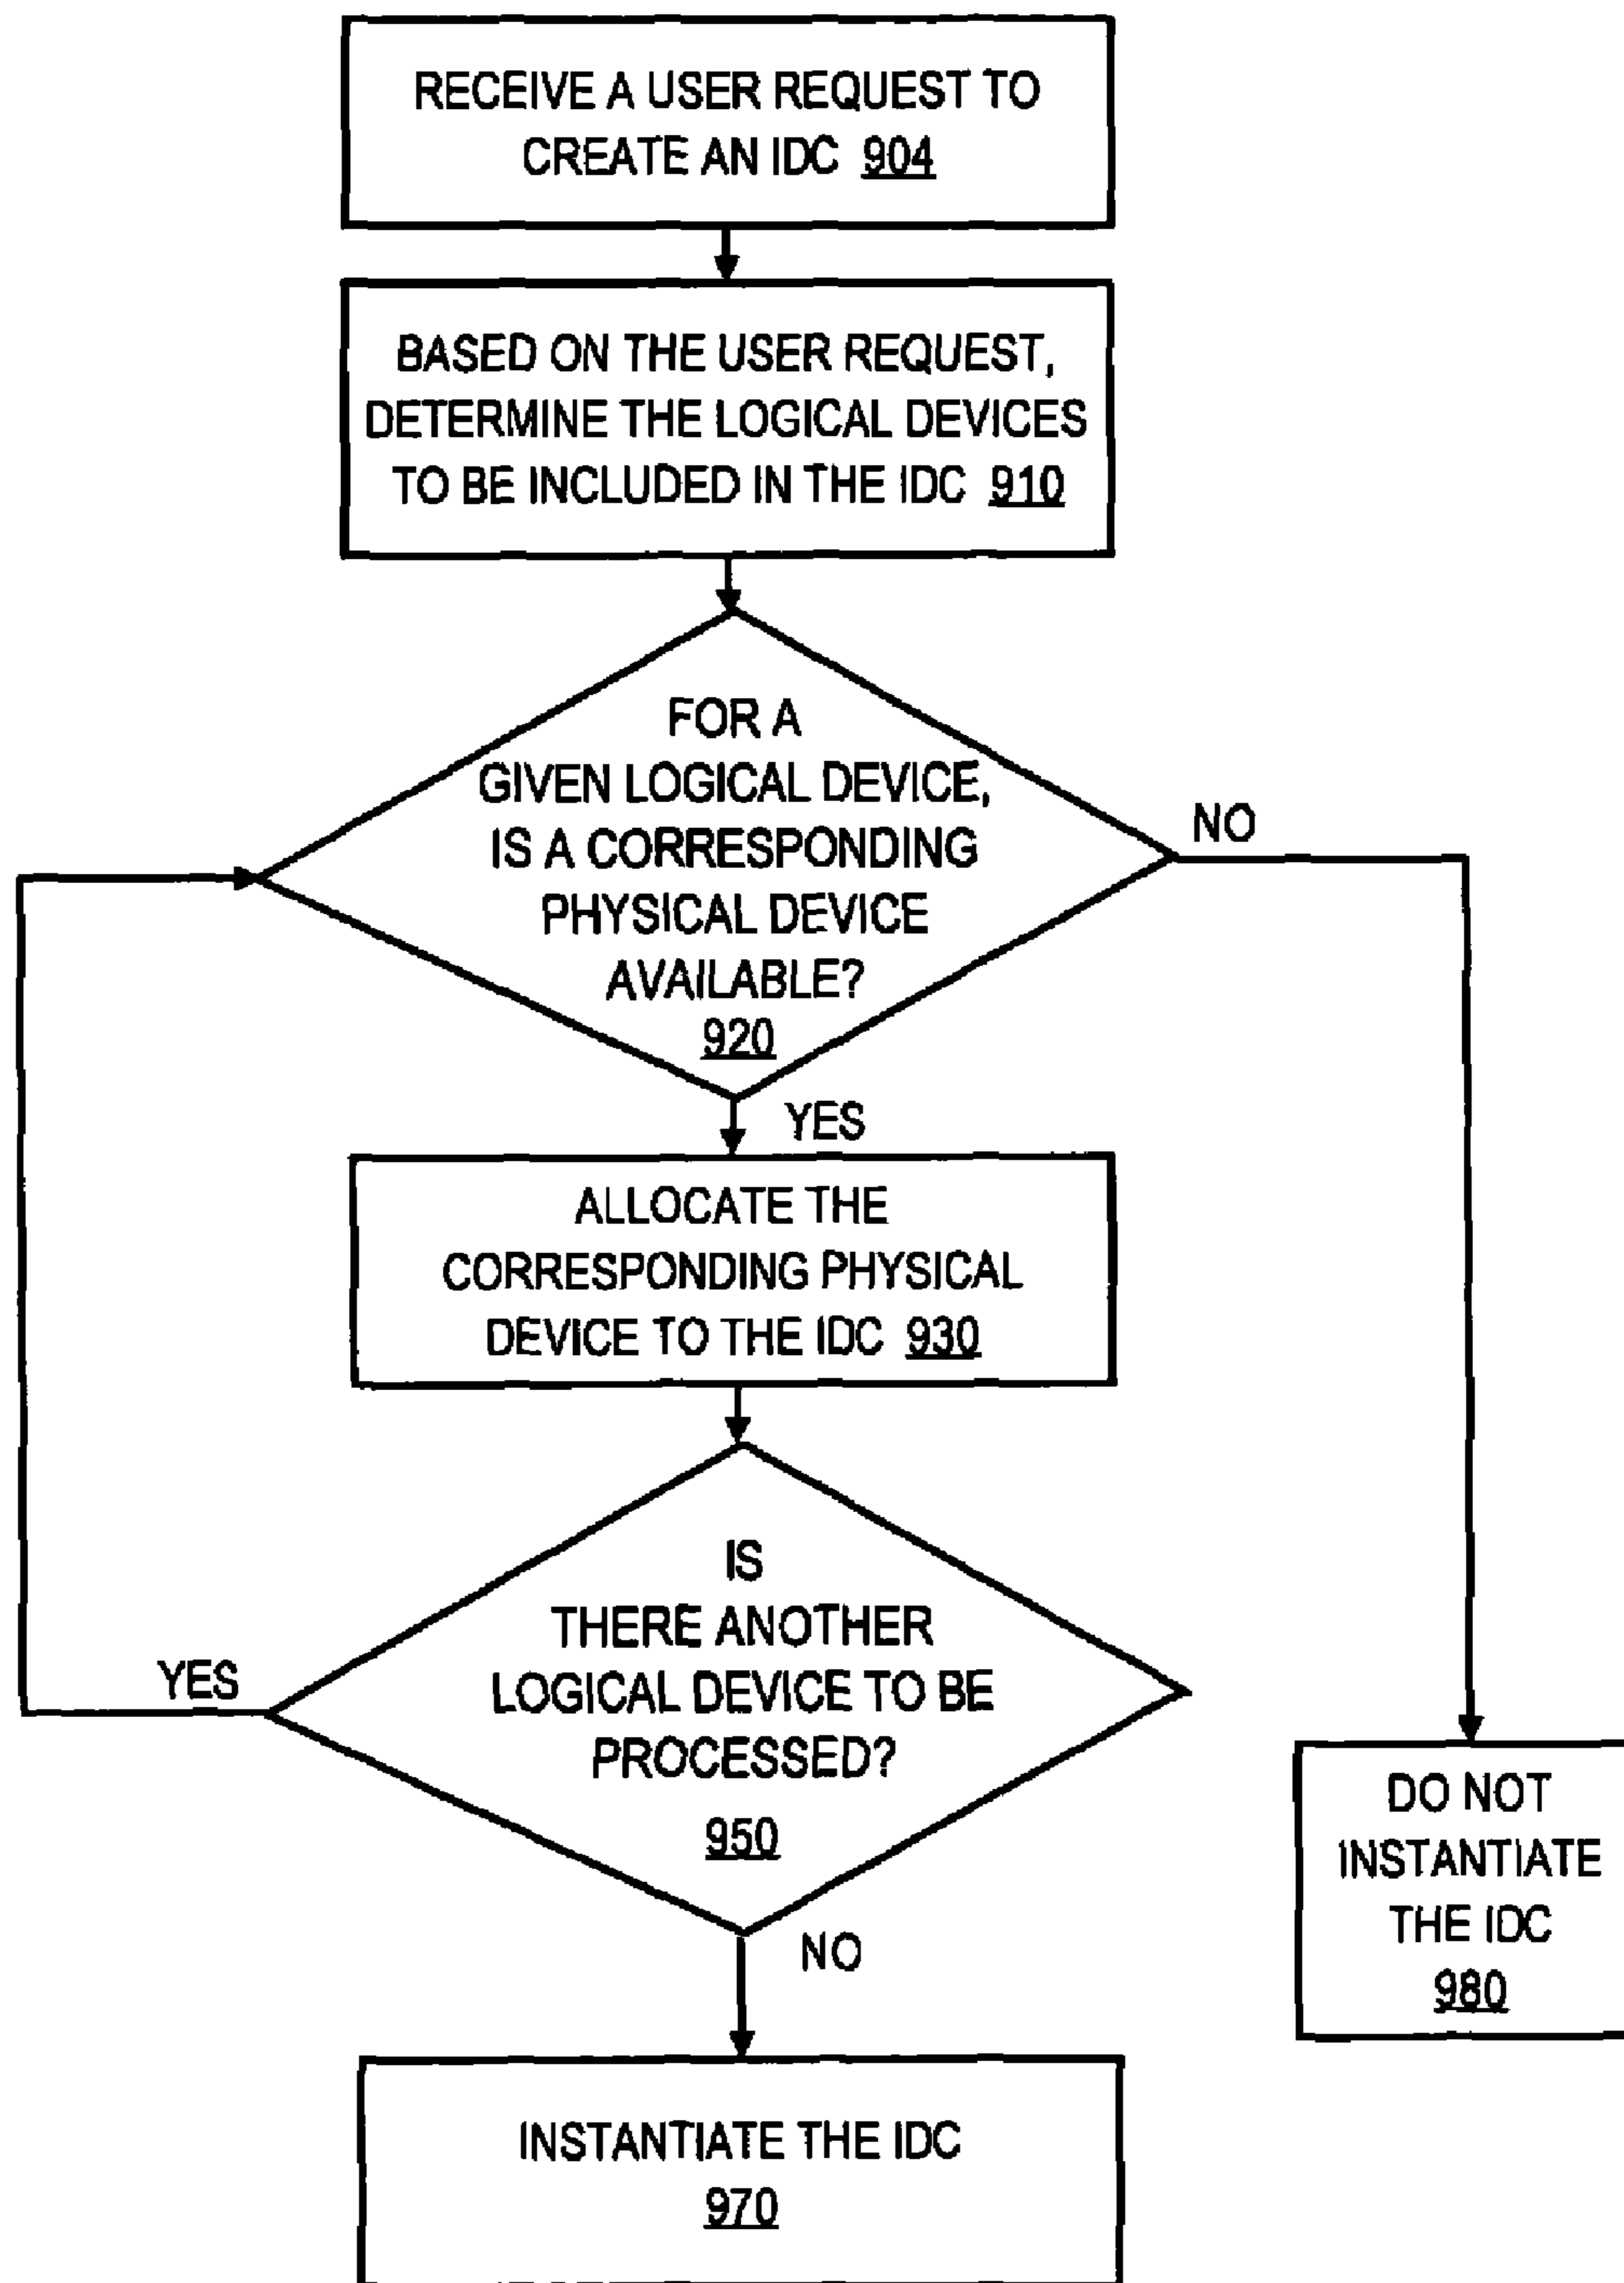 RECEIVE A USER REQUEST TO
CREATE AN IDC 904
BASED ON THE USER REQUEST,
DETERMINE THE LOGICAL DEVICES
TO BE INCLUDED IN THE IDC 910
FOR A
GIVEN LOGICAL DEVICE,
IS A CORRESPONDING
PHYSICAL DEVICE
AVAILABLE?
920
NO
YES
ALLOCATE THE
CORRESPONDING PHYSICAL
DEVICE TO THE IDC 930
IS
THERE ANOTHER
LOGICAL DEVICE TO BE
PROCESSED?
950
YES
NO
DO NOT
INSTANTIATE
THE IDC
980
INSTANTIATE THE IDC
970